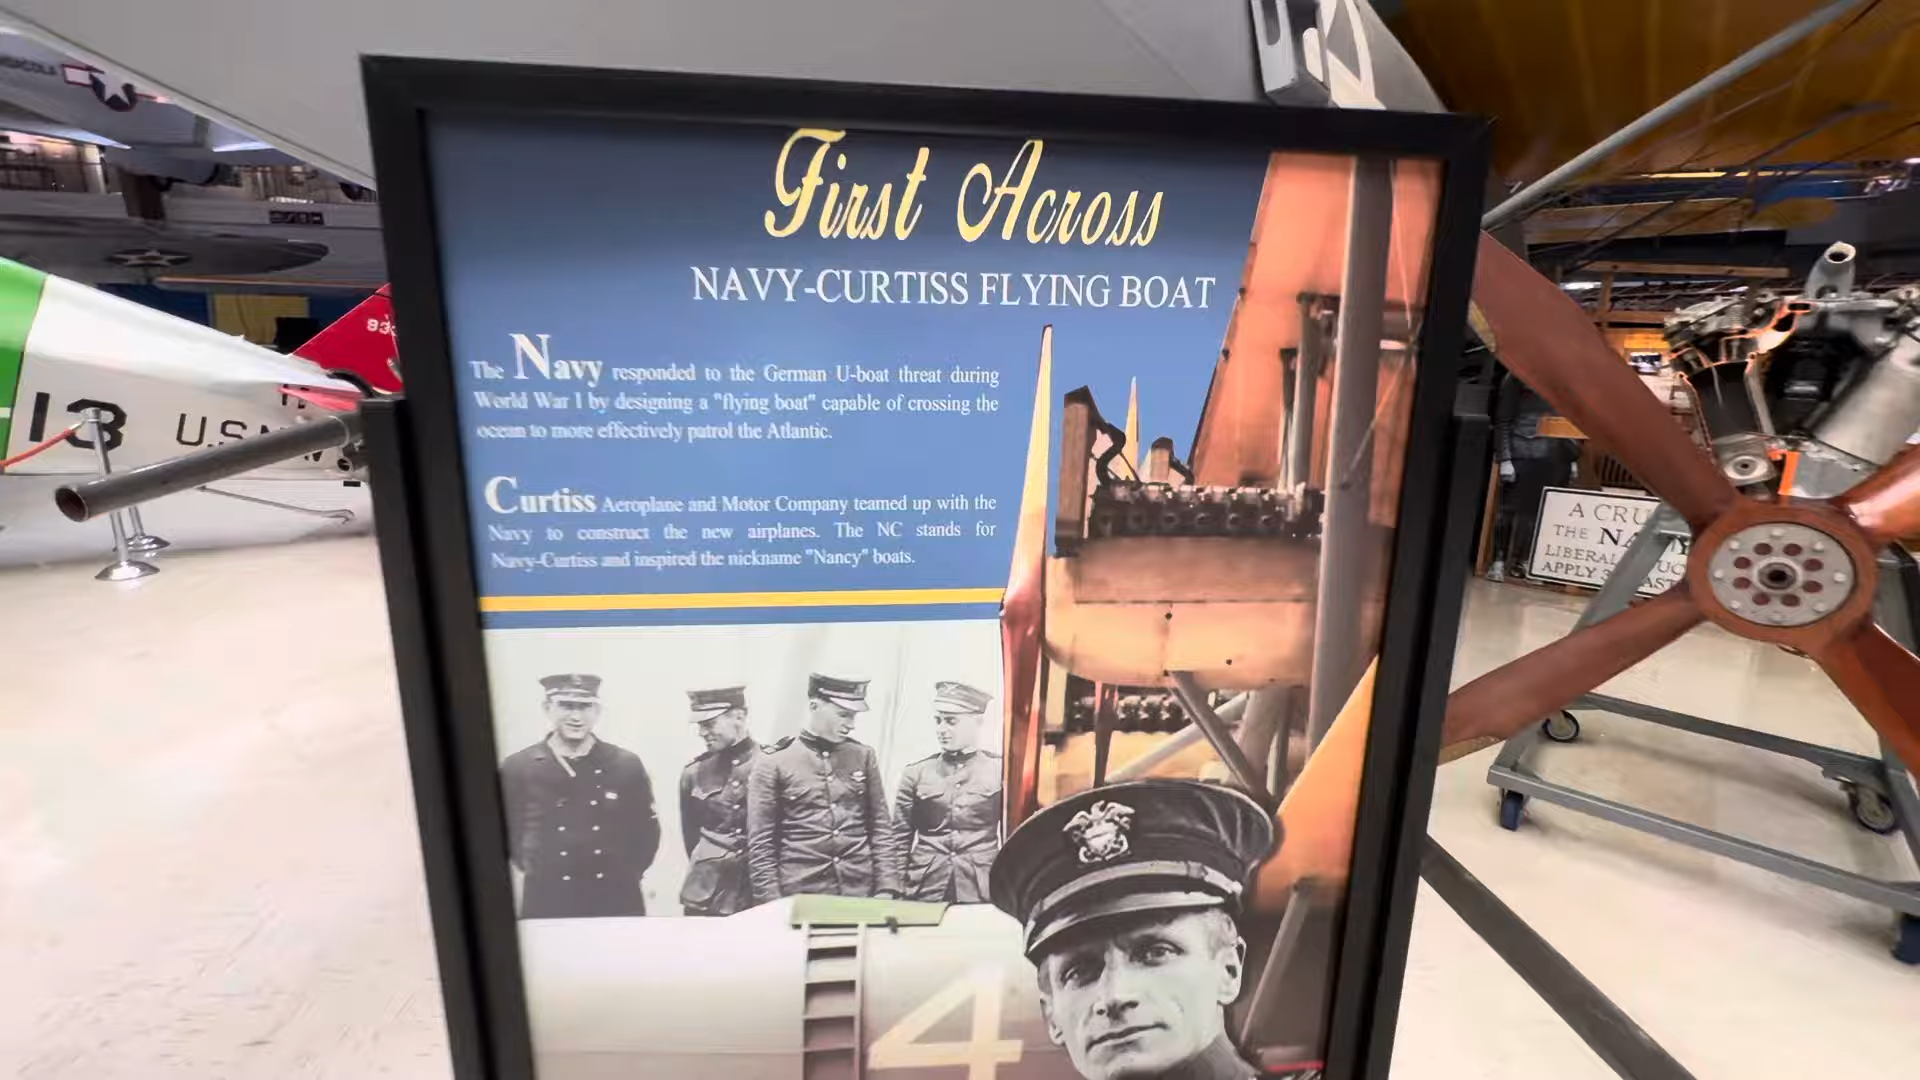 First Across
NAVY-CURTISS FLYING BOAT
The Navy responded to the German U-boat threat during
World War I by designing a "flying boat" capable of crossing the
ocean to more effectively patrol the Atlantic.
Curtiss Aeroplane and Motor Company teamed up with the
Navy to construct the new airplanes. The NC stands for
Navy-Curtiss and inspired the nickname "Nancy" boats.
4
13
A
THE
APPLY